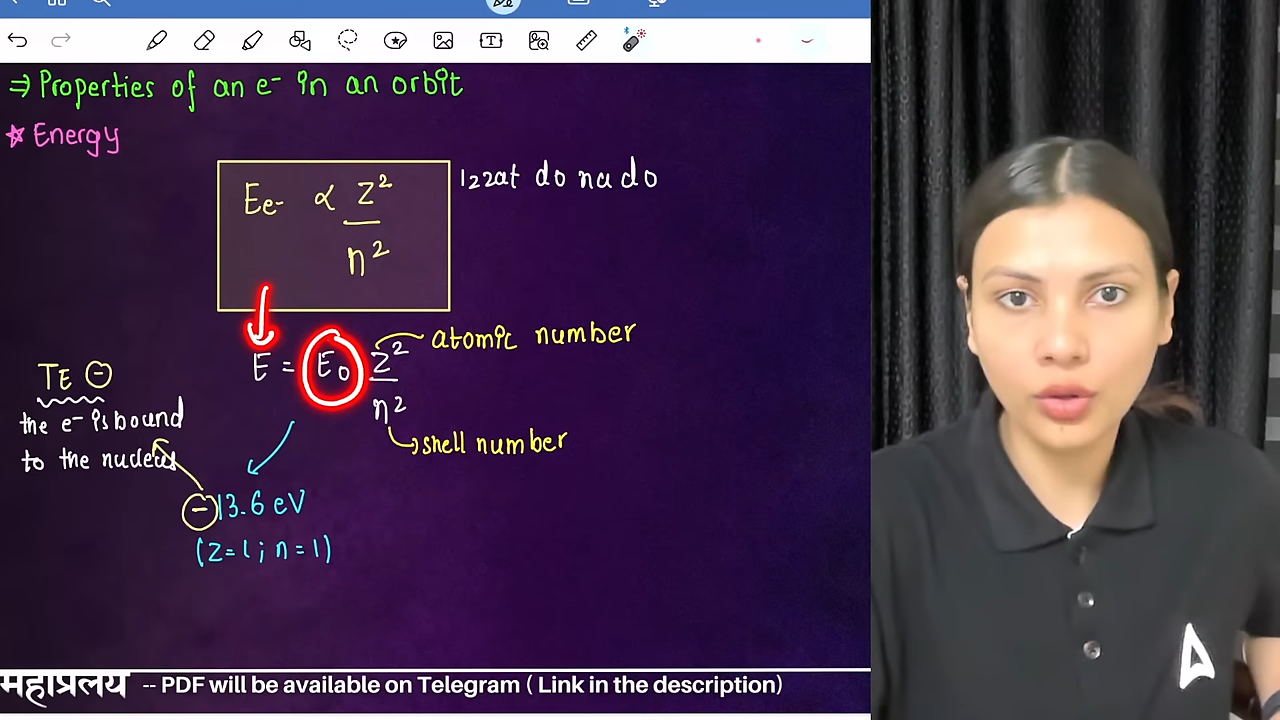 ⇒ Properties of an e- in an orbit
☆ Energy
Ee- ∝ Z²/n²
Izzat do na do
E = E₀ Z²/n²
atomic number
shell number
TE ⊖
the e- is bound
to the nucleus
-13.6 eV
(Z=1; n=1)
महाप्रलय -- PDF will be available on Telegram ( Link in the description)